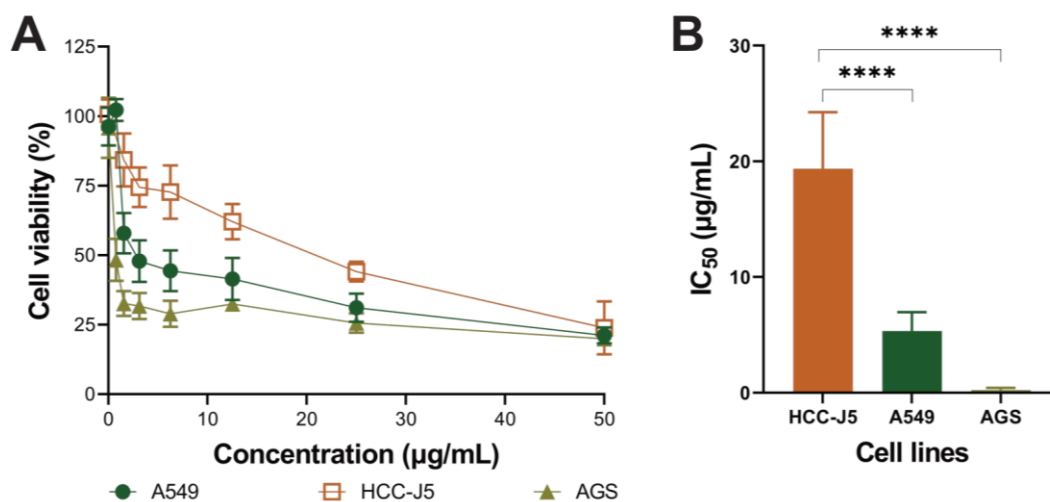 A
125
100
75
50
25
0
Cell viability (%)
0 10 20 30 40 50
Concentration (µg/mL)
A549 HCC-J5 AGS
B
****
****
30
20
10
0
IC₅₀ (µg/mL)
HCC-J5 A549 AGS
Cell lines